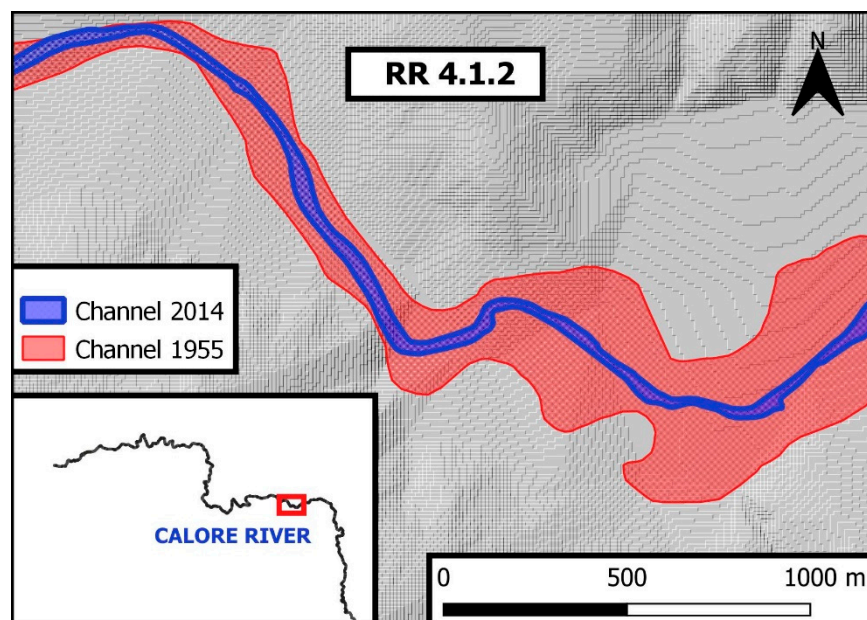 RR 4.1.2
N
Channel 2014
Channel 1955
CALORE RIVER
0 500 1000 m